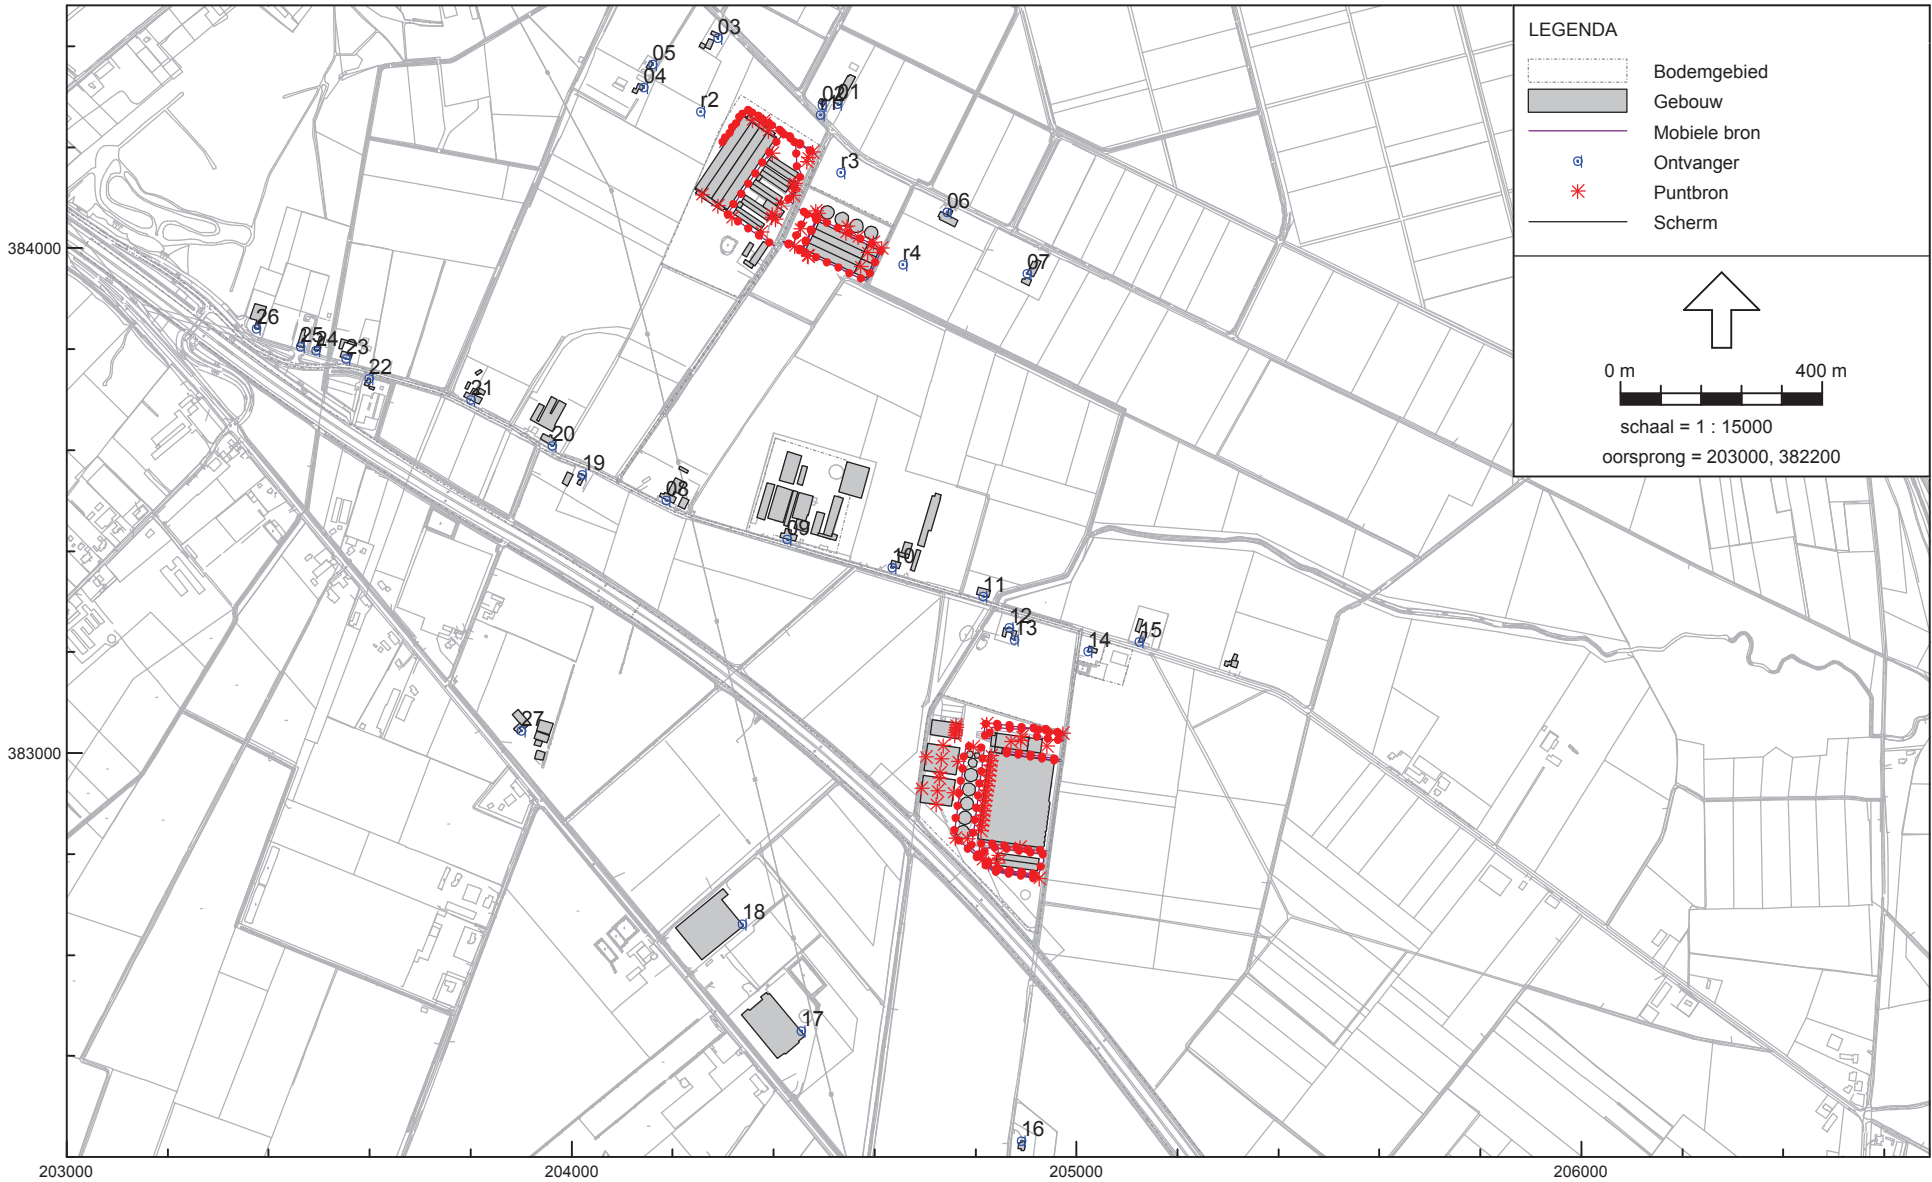 LEGENDA
Bodemgebied
Gebouw
Mobiele bron
Ontvanger
Puntbron
Scherm
0 m 400 m
schaal = 1 : 15000
oorsprong = 203000, 382200
03
05
04
r2
02
01
r1
r3
06
r4
07
384000
26
25
24
23
22
21
20
19
08
09
10
11
12
13
14
15
27
383000
18
17
16
203000 204000 205000 206000